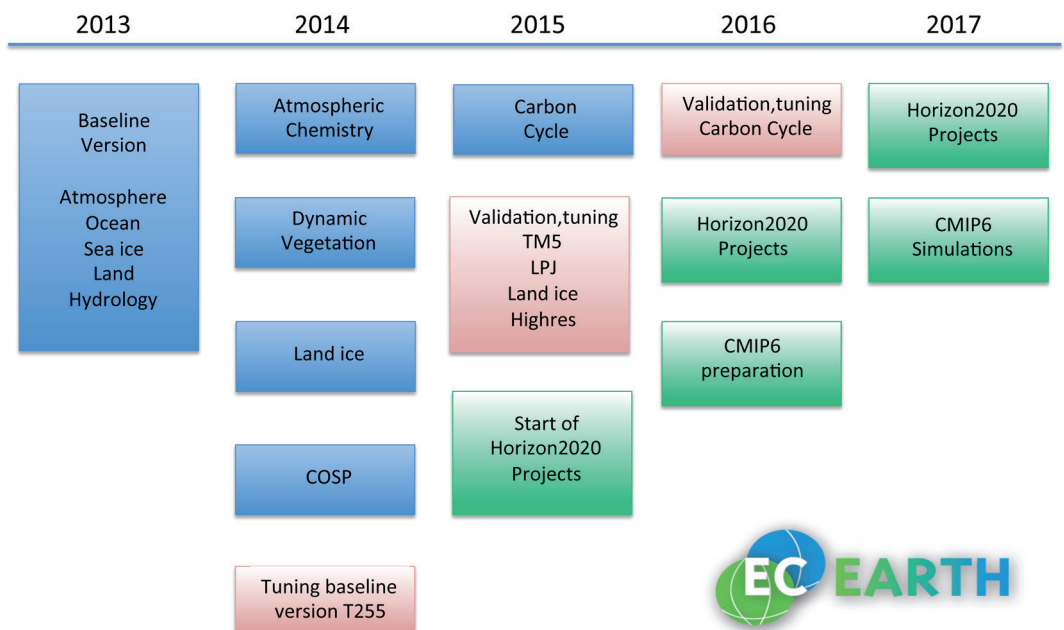 2013
2014
2015
2016
2017
Baseline
Version
Atmosphere
Ocean
Sea ice
Land
Hydrology
Atmospheric
Chemistry
Dynamic
Vegetation
Land ice
COSP
Tuning baseline
version T255
Carbon
Cycle
Validation,tuning
TM5
LPJ
Land ice
Highres
Start of
Horizon2020
Projects
Validation,tuning
Carbon Cycle
Horizon2020
Projects
CMIP6
preparation
Horizon2020
Projects
CMIP6
Simulations
EC EARTH